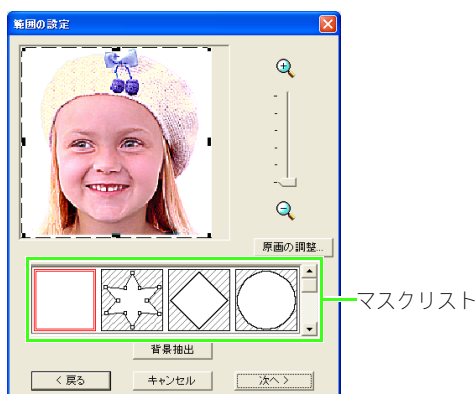 範囲の設定
原画の調整...
マスクリスト
背景抽出
< 戻る
キャンセル
次へ >